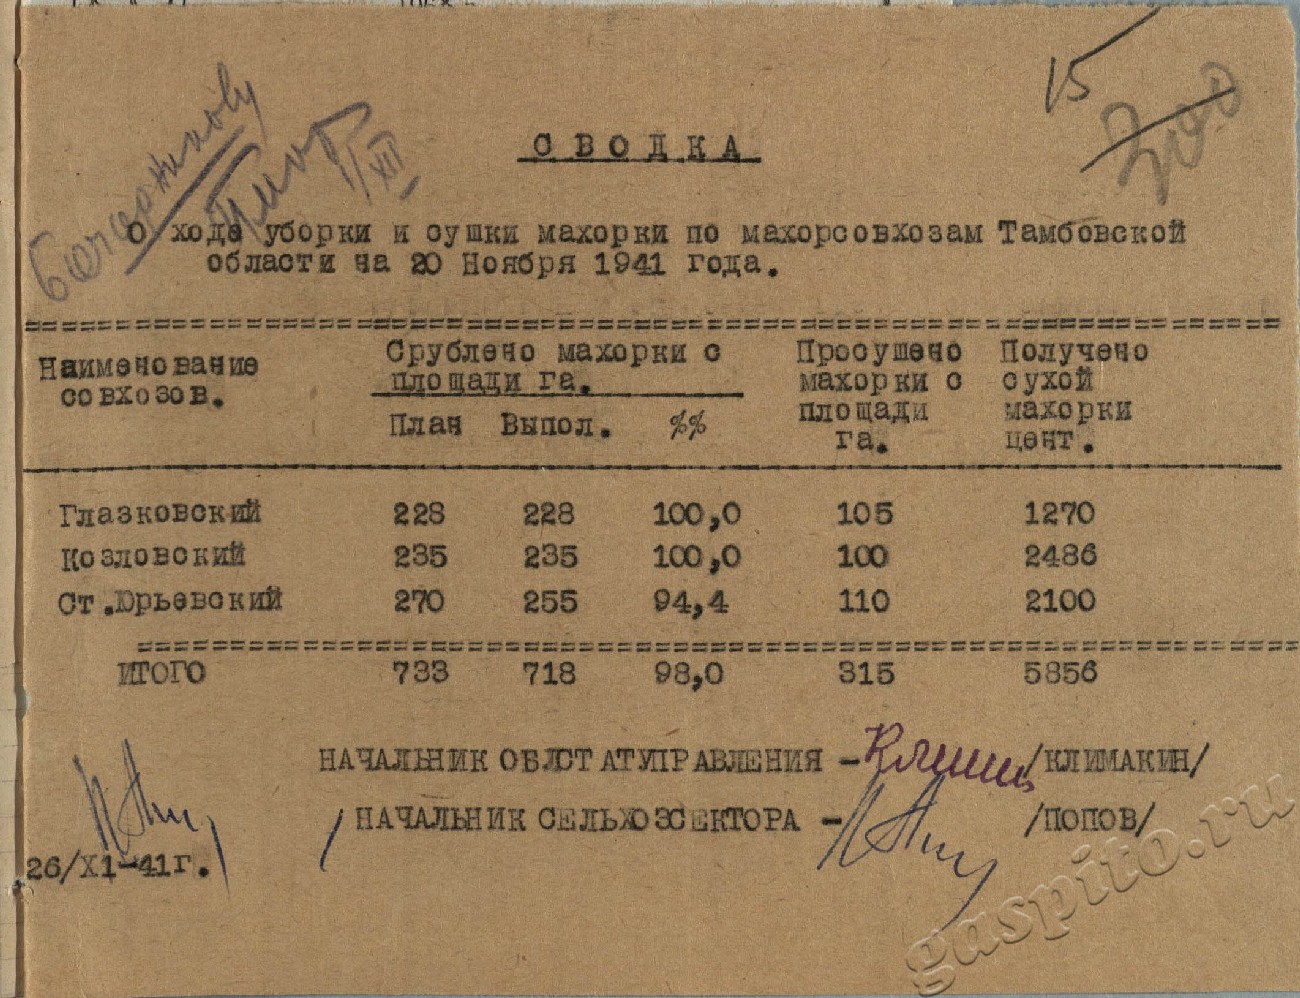 15
300
СВОДКА
О ходе уборки и сушки махорки по махорсовхозам Тамбовской
области на 20 Ноября 1941 года.
Наименование совхозов. Срублено махорки с площади га. Просушено махорки с площади га. Получено сухой махорки цент.
План Выпол. %%
Глазковский 228 228 100,0 105 1270
Козловский 235 235 100,0 100 2486
Ст.Юрьевский 270 255 94,4 110 2100
ИТОГО 733 718 98,0 315 5856
НАЧАЛЬНИК ОБЛСТАТУПРАВЛЕНИЯ – /КЛИМАКИН/
НАЧАЛЬНИК СЕЛЬХОЗСЕКТОРА – /ПОПОВ/
26/XI-41г.
gaspito.ru